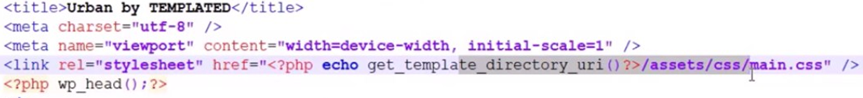 <title>Urban by TEMPLATED</title>
<meta charset="utf-8" />
<meta name="viewport" content="width=device-width, initial-scale=1" />
<link rel="stylesheet" href="<?php echo get_template_directory_uri()?>/assets/css/main.css" />
<?php wp_head();?>